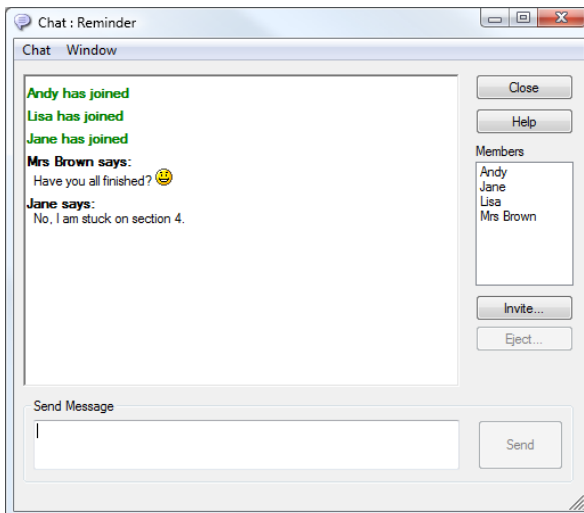 Chat : Reminder
Chat Window
Andy has joined
Lisa has joined
Jane has joined
Mrs Brown says:
Have you all finished?
Jane says:
No, I am stuck on section 4.
Close
Help
Members
Andy
Jane
Lisa
Mrs Brown
Invite...
Eject...
Send Message
Send